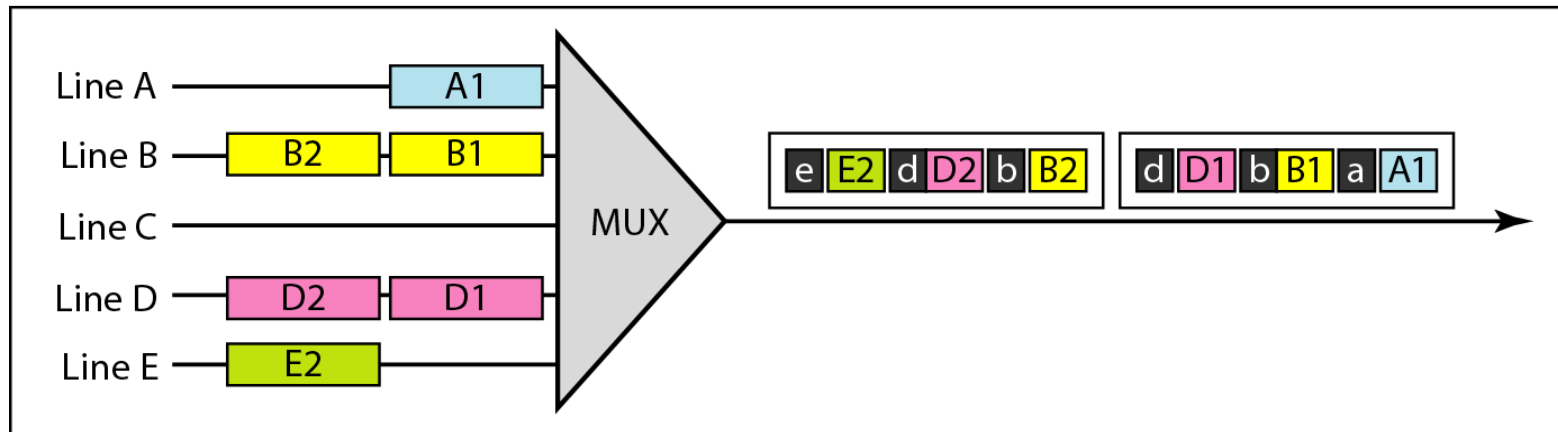 Line A A1
Line B B2 B1
Line C
Line D D2 D1
Line E E2
MUX
e E2 d D2 b B2 d D1 b B1 a A1